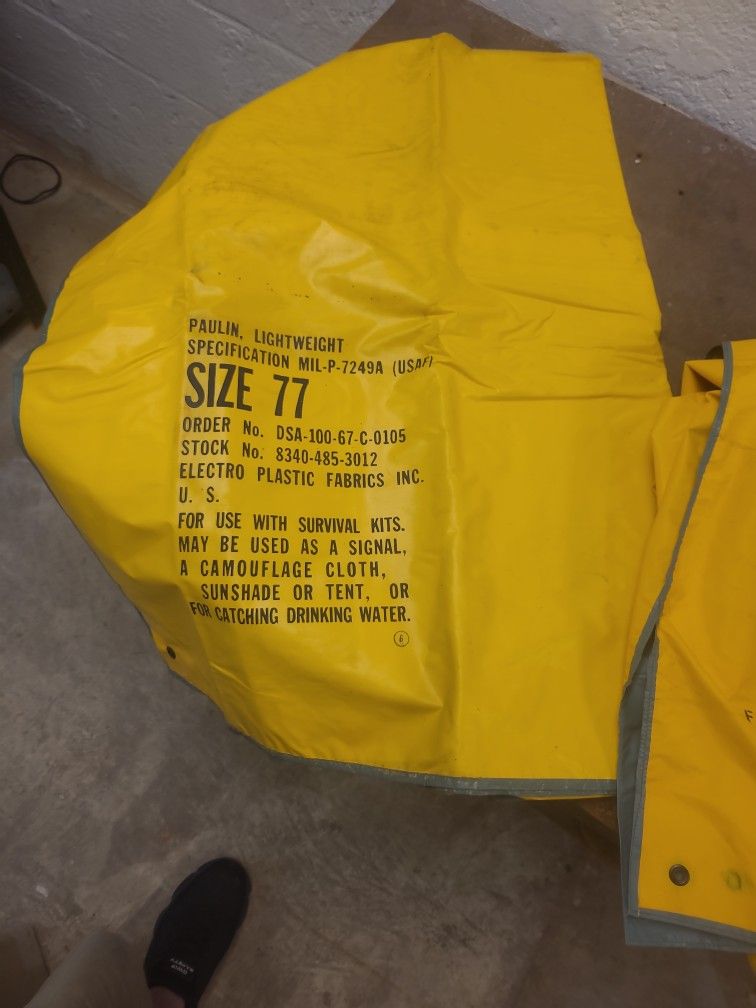 PAULIN, LIGHTWEIGHT
SPECIFICATION MIL-P-7249A (USAF)
SIZE 77
ORDER No. DSA-100-67-C-0105
STOCK No. 8340-485-3012
ELECTRO PLASTIC FABRICS INC.
U. S.
FOR USE WITH SURVIVAL KITS.
MAY BE USED AS A SIGNAL,
A CAMOUFLAGE CLOTH,
SUNSHADE OR TENT, OR
FOR CATCHING DRINKING WATER.
6
F